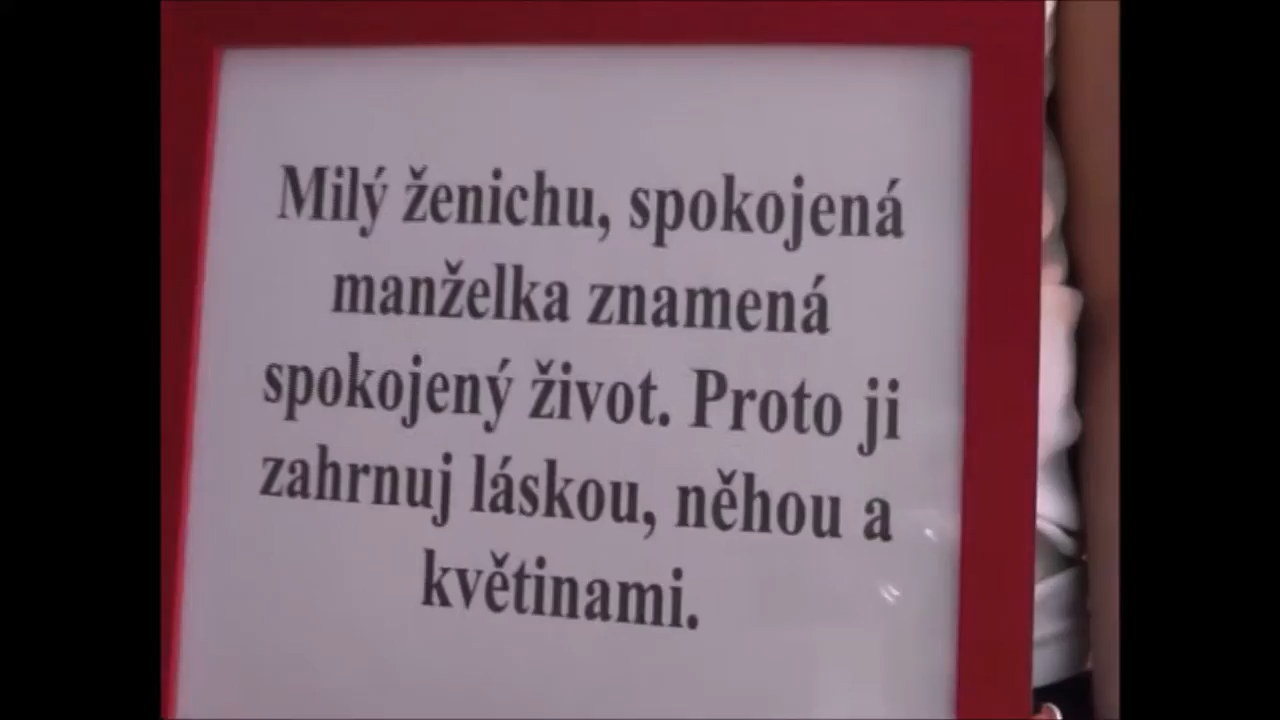 Milý ženichu, spokojená
manželka znamená
spokojený život. Proto ji
zahrnuj láskou, něhou a
květinami.